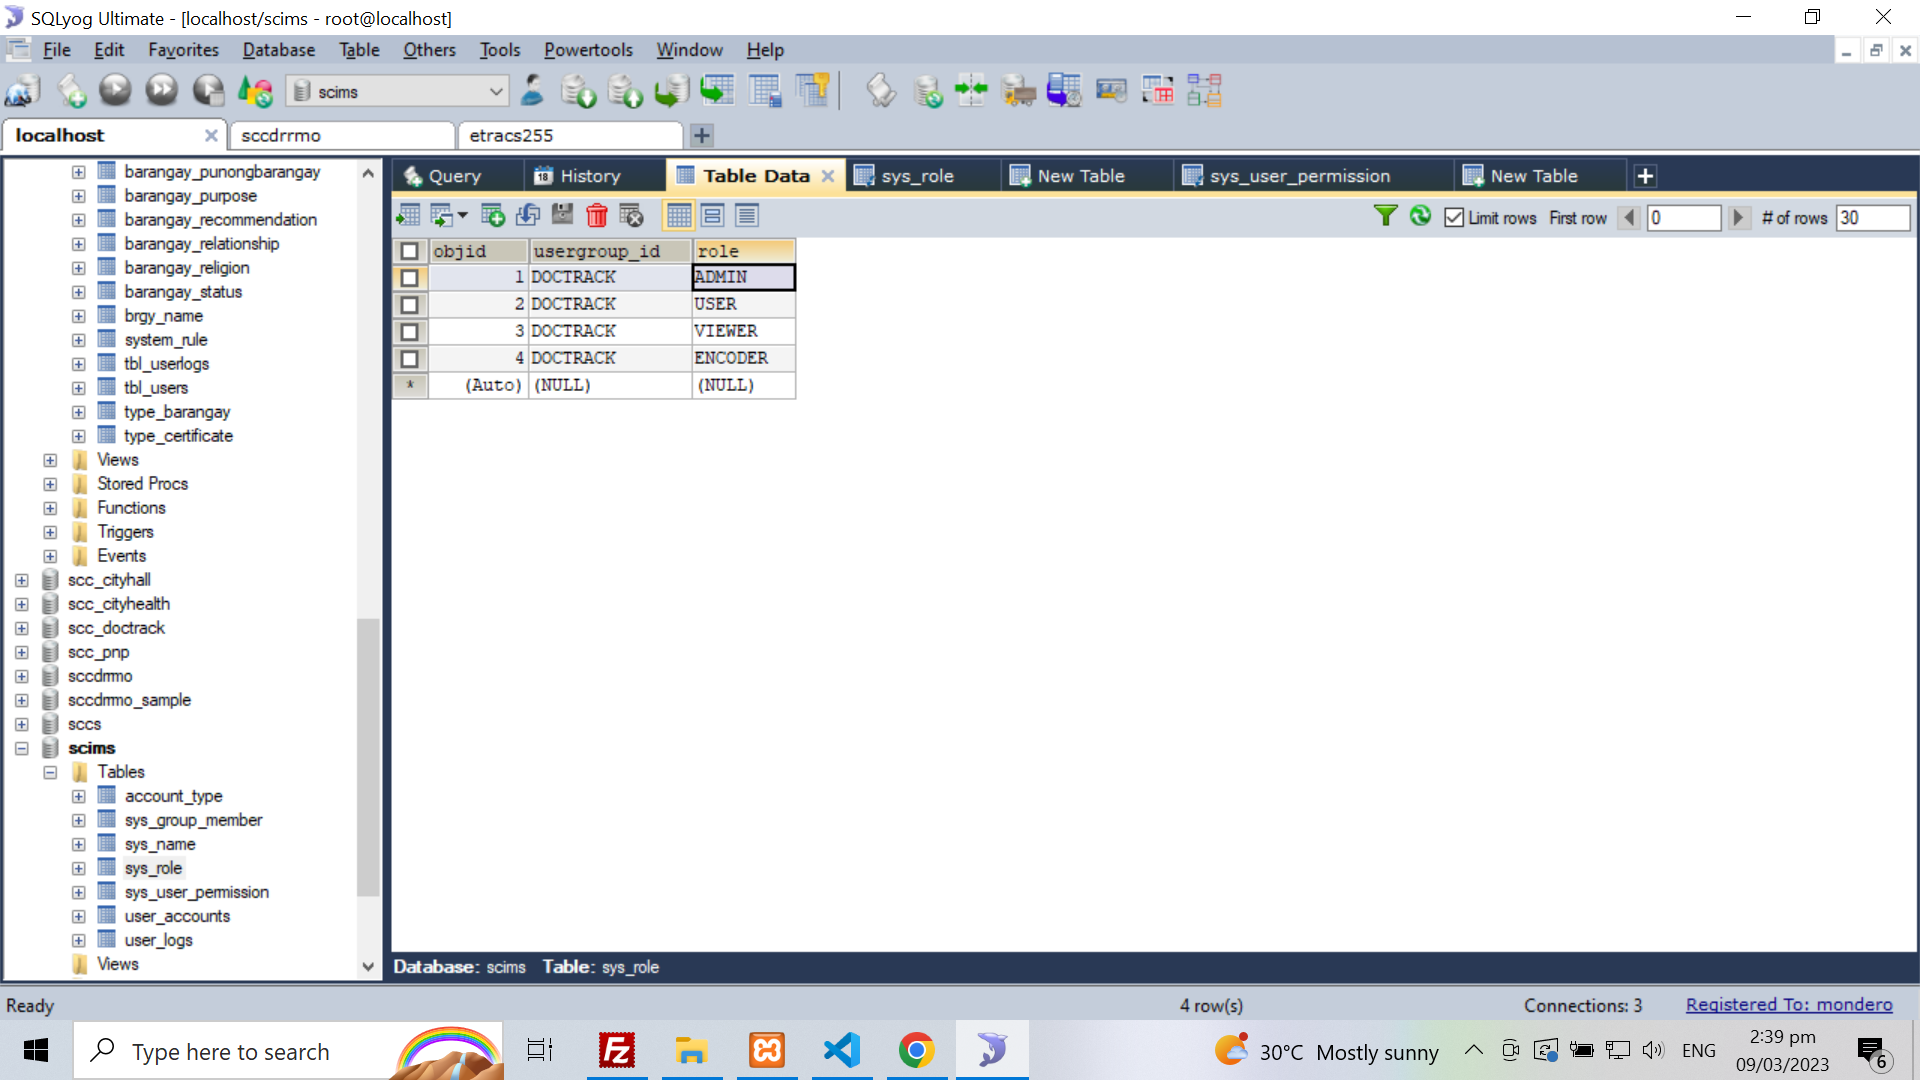 SQLyog Ultimate - [localhost/scims - root@localhost]
File Edit Favorites Database Table Others Tools Powertools Window Help
scims
localhost sccdrrmo etracs255
Query History Table Data sys_role New Table sys_user_permission New Table
18
Limit rows First row 0 # of rows 30
objid usergroup_id role
1 DOCTRACK ADMIN
2 DOCTRACK USER
3 DOCTRACK VIEWER
4 DOCTRACK ENCODER
* (Auto) (NULL) (NULL)
barangay_punongbarangay
barangay_purpose
barangay_recommendation
barangay_relationship
barangay_religion
barangay_status
brgy_name
system_rule
tbl_userlogs
tbl_users
type_barangay
type_certificate
Views
Stored Procs
Functions
Triggers
Events
scc_cityhall
scc_cityhealth
scc_doctrack
scc_pnp
sccdrrmo
sccdrrmo_sample
sccs
scims
Tables
account_type
sys_group_member
sys_name
sys_role
sys_user_permission
user_accounts
user_logs
Views
Database: scims Table: sys_role
Ready 4 row(s) Connections: 3 Registered To: mondero
Type here to search
Fz
30°C Mostly sunny
ENG
2:39 pm
09/03/2023
6